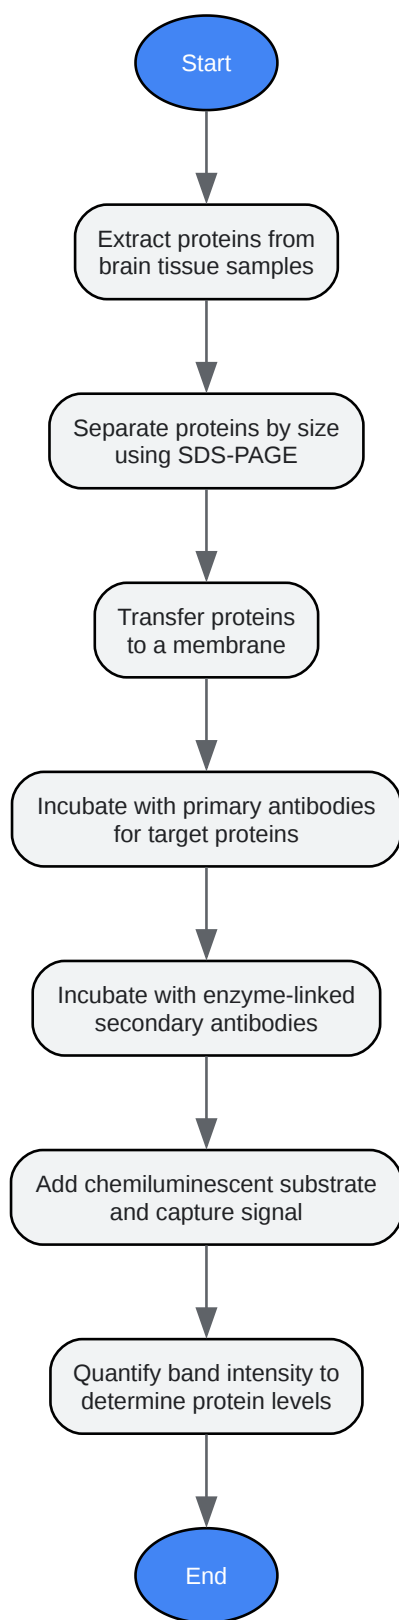 Start
Extract proteins from
brain tissue samples
Separate proteins by size
using SDS-PAGE
Transfer proteins
to a membrane
Incubate with primary antibodies
for target proteins
Incubate with enzyme-linked
secondary antibodies
Add chemiluminescent substrate
and capture signal
Quantify band intensity to
determine protein levels
End